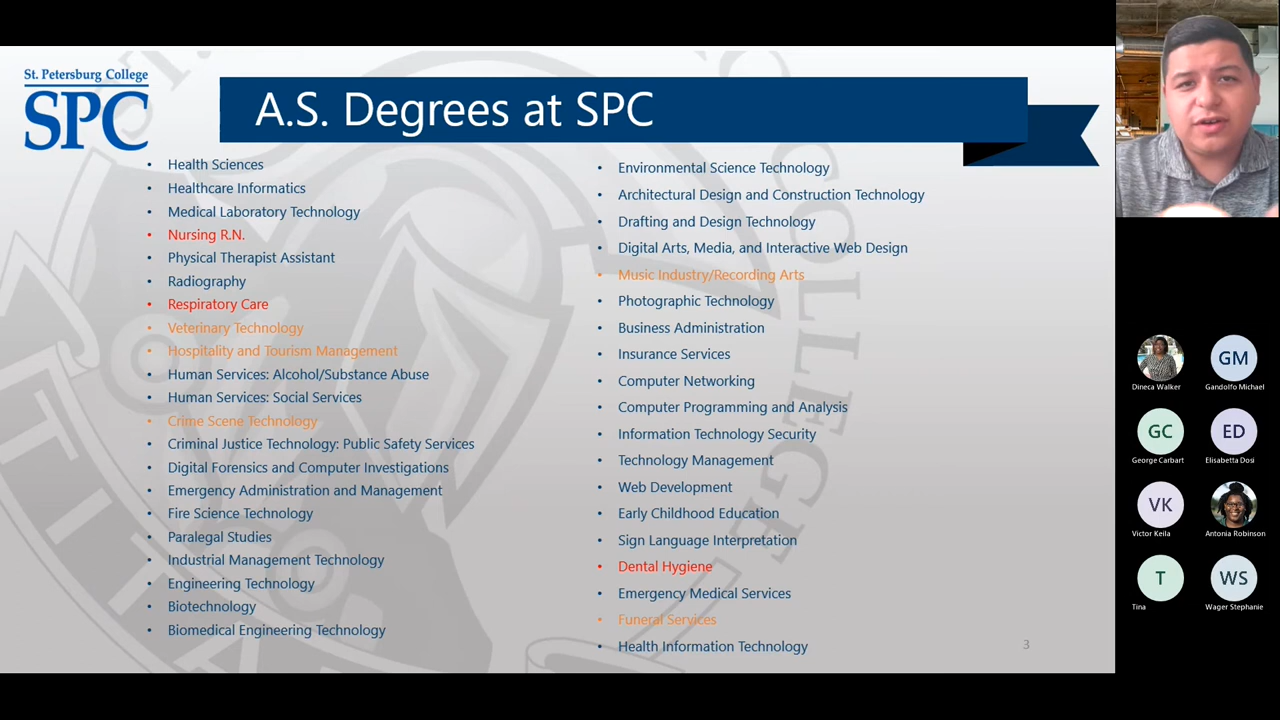 St. Petersburg College
SPC
A.S. Degrees at SPC
• Health Sciences
• Healthcare Informatics
• Medical Laboratory Technology
• Nursing R.N.
• Physical Therapist Assistant
• Radiography
• Respiratory Care
• Veterinary Technology
• Hospitality and Tourism Management
• Human Services: Alcohol/Substance Abuse
• Human Services: Social Services
• Crime Scene Technology
• Criminal Justice Technology: Public Safety Services
• Digital Forensics and Computer Investigations
• Emergency Administration and Management
• Fire Science Technology
• Paralegal Studies
• Industrial Management Technology
• Engineering Technology
• Biotechnology
• Biomedical Engineering Technology
• Environmental Science Technology
• Architectural Design and Construction Technology
• Drafting and Design Technology
• Digital Arts, Media, and Interactive Web Design
• Music Industry/Recording Arts
• Photographic Technology
• Business Administration
• Insurance Services
• Computer Networking
• Computer Programming and Analysis
• Information Technology Security
• Technology Management
• Web Development
• Early Childhood Education
• Sign Language Interpretation
• Dental Hygiene
• Emergency Medical Services
• Funeral Services
• Health Information Technology
3
COLLEGE
Dineca Walker
GM
Gandolfo Michael
GC
George Carbart
ED
Elisabetta Dosi
VK
Victor Keila
Antonia Robinson
T
Tina
WS
Wager Stephanie